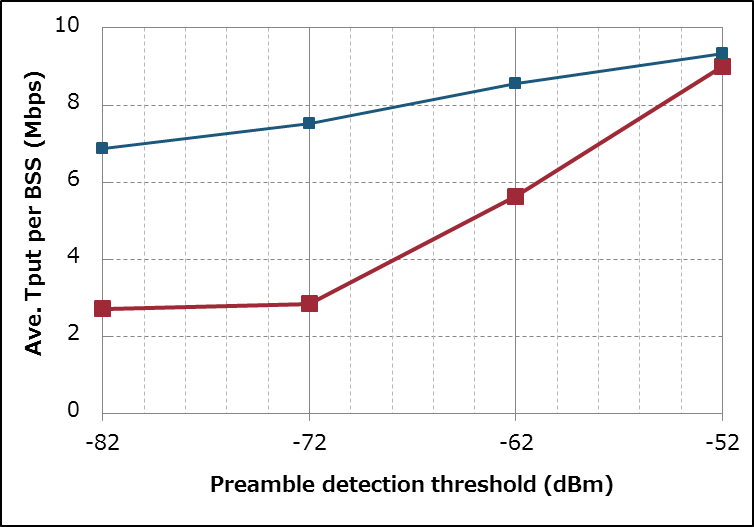 Ave. Tput per BSS (Mbps)
10
8
6
4
2
0
-82 -72 -62 -52
Preamble detection threshold (dBm)